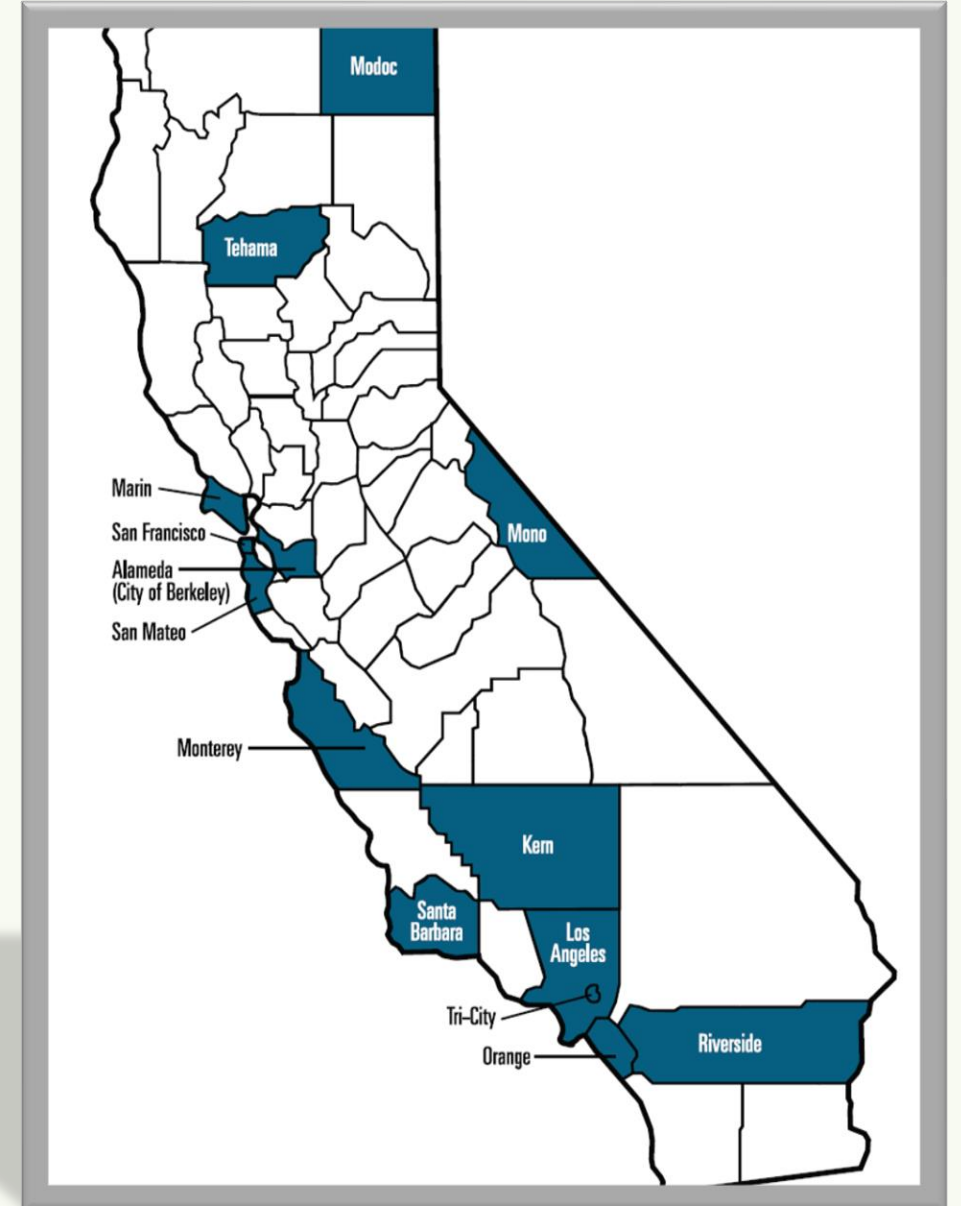 Modoc
Tehama
Marin
San Francisco
Alameda
(City of Berkeley)
San Mateo
Mono
Monterey
Kern
Santa
Barbara
Los
Angeles
Tri-City
Orange
Riverside